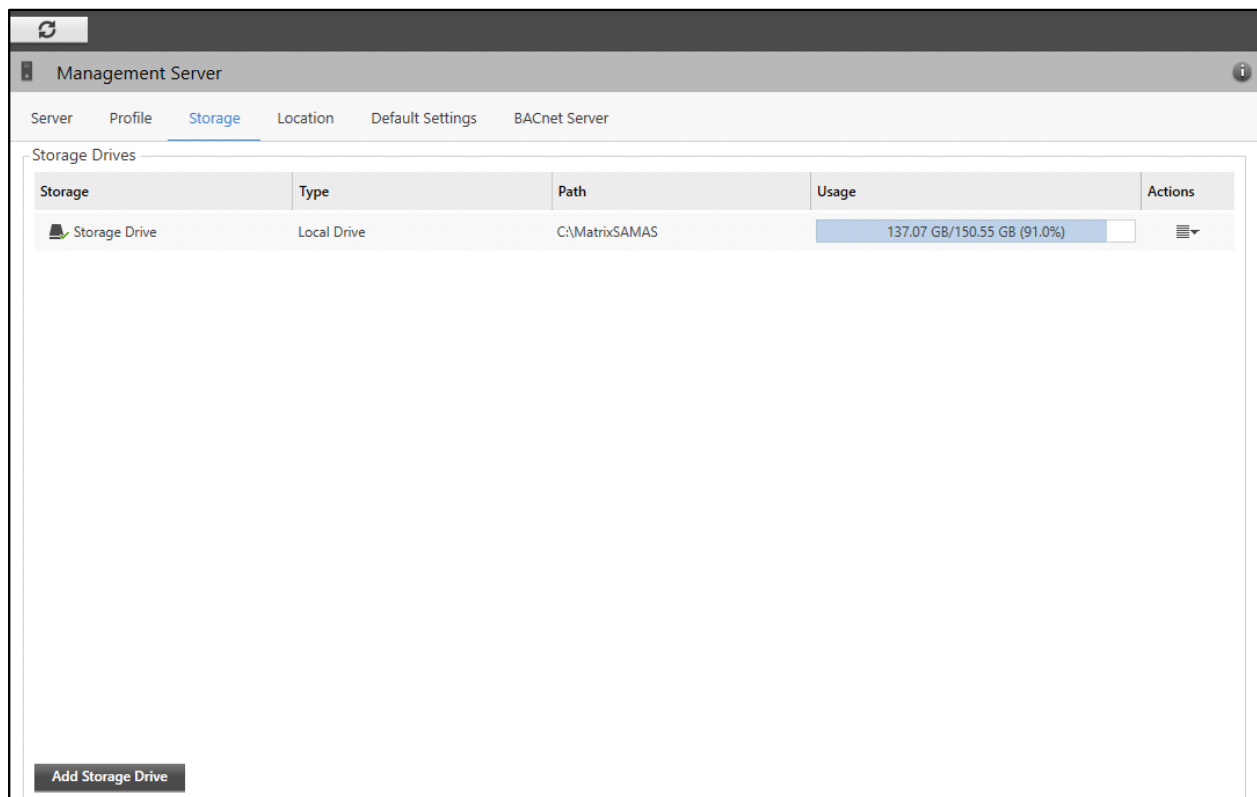 Management Server
Server Profile Storage Location Default Settings BACnet Server
Storage Drives
Storage Type Path Usage Actions
Storage Drive Local Drive C:\MatrixSAMAS 137.07 GB/150.55 GB (91.0%)
Add Storage Drive